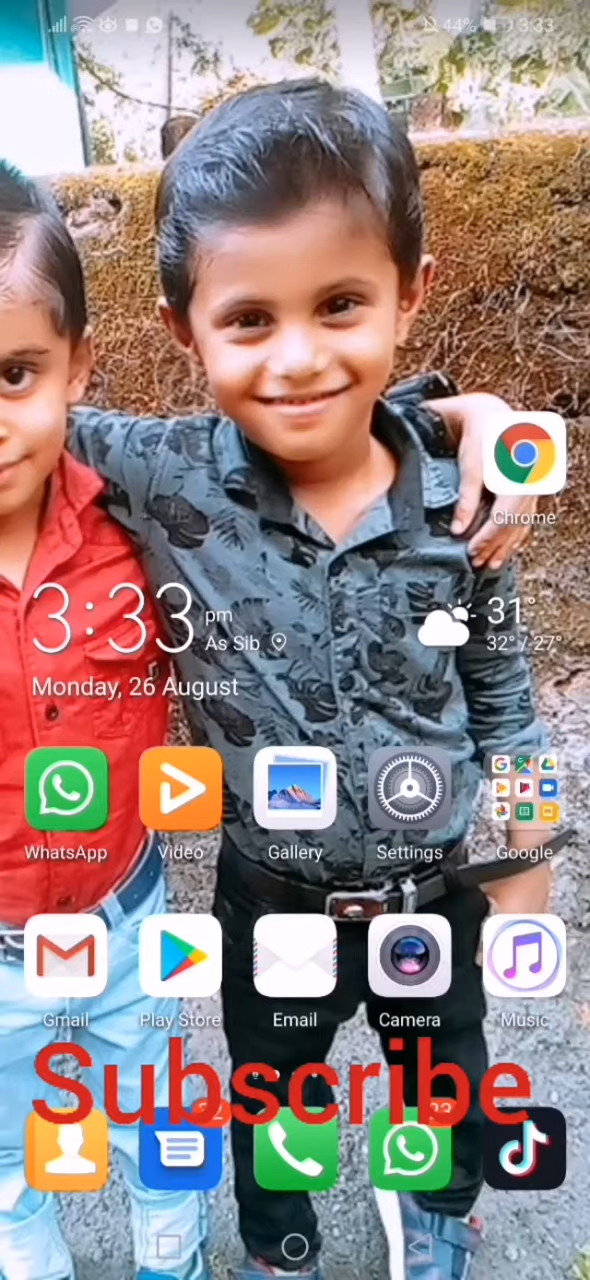 44% 3:33
Chrome
3:33 pm
As Sib
31°
32° / 27°
Monday, 26 August
WhatsApp Video Gallery Settings Google
Gmail Play Store Email Camera Music
Subscribe